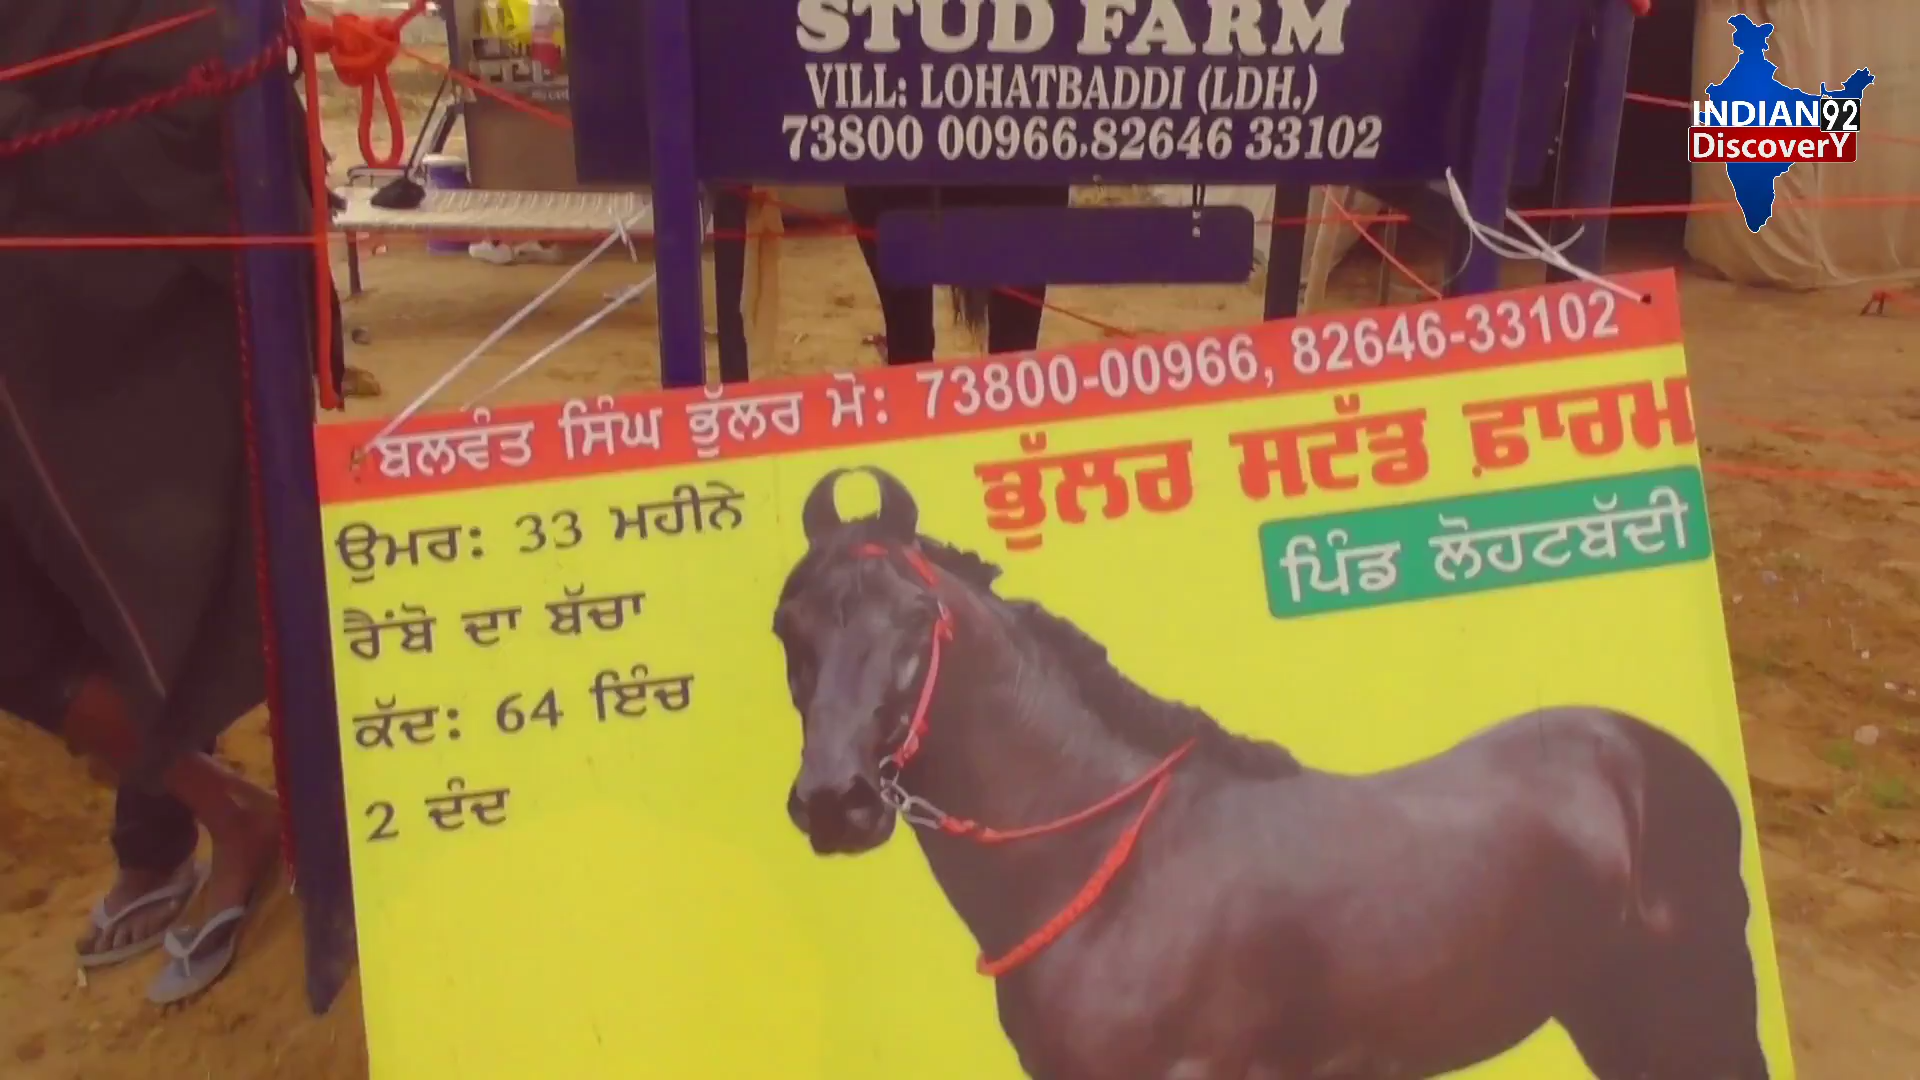 STUD FARM
VILL: LOHATBADDI (LDH.)
73800 00966,82646 33102
INDIAN92
DiscoverY
ਬਲਵੰਤ ਸਿੰਘ ਭੁੱਲਰ ਮੋ: 73800-00966, 82646-33102
ਭੁੱਲਰ ਸਟੱਡ ਫ਼ਾਰਮ
ਪਿੰਡ ਲੋਹਟਬੱਦੀ
ਉਮਰ: 33 ਮਹੀਨੇ
ਰੈਂਬੋ ਦਾ ਬੱਚਾ
ਕੱਦ: 64 ਇੰਚ
2 ਦੰਦ